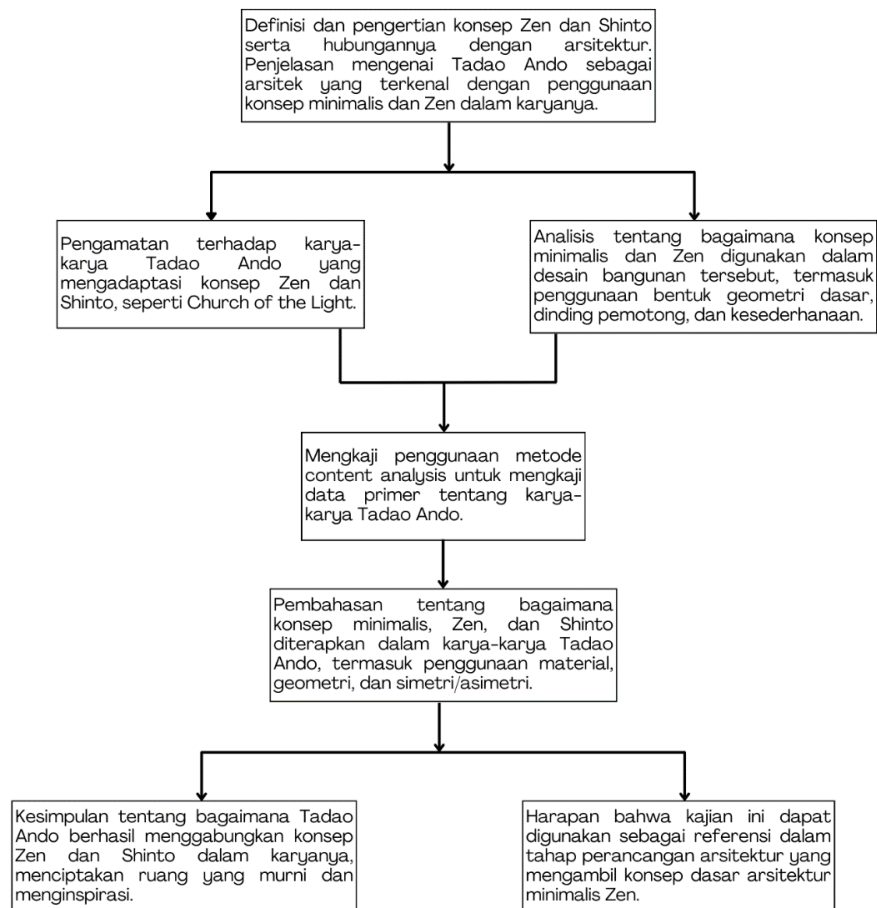 Definisi dan pengertian konsep Zen dan Shinto
serta hubungannya dengan arsitektur.
Penjelasan mengenai Tadao Ando sebagai
arsitek yang terkenal dengan penggunaan
konsep minimalis dan Zen dalam karyanya.
Pengamatan terhadap karya-
karya Tadao Ando yang
mengadaptasi konsep Zen dan
Shinto, seperti Church of the Light.
Analisis tentang bagaimana konsep
minimalis dan Zen digunakan dalam
desain bangunan tersebut, termasuk
penggunaan bentuk geometri dasar,
dinding pemotong, dan kesederhanaan.
Mengkaji penggunaan metode
content analysis untuk mengkaji
data primer tentang karya-
karya Tadao Ando.
Pembahasan tentang bagaimana
konsep minimalis, Zen, dan Shinto
diterapkan dalam karya-karya Tadao
Ando, termasuk penggunaan material,
geometri, dan simetri/asimetri.
Kesimpulan tentang bagaimana Tadao
Ando berhasil menggabungkan konsep
Zen dan Shinto dalam karyanya,
menciptakan ruang yang murni dan
menginspirasi.
Harapan bahwa kajian ini dapat
digunakan sebagai referensi dalam
tahap perancangan arsitektur yang
mengambil konsep dasar arsitektur
minimalis Zen.